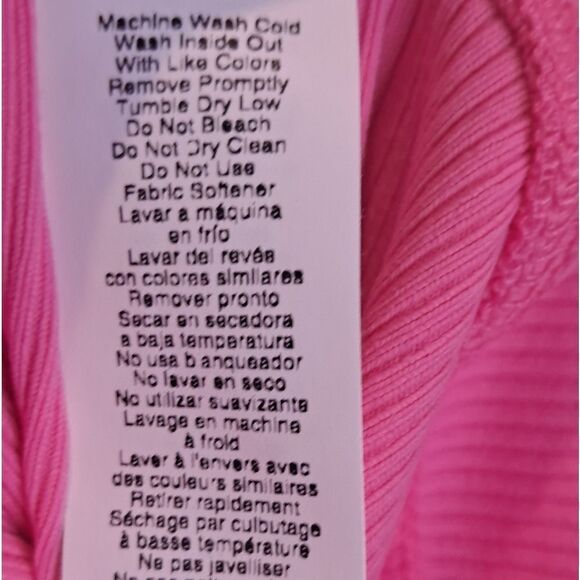 Machine Wash Cold
Wash Inside Out
With Like Colors
Remove Promptly
Tumble Dry Low
Do Not Bleach
Do Not Dry Clean
Do Not Use
Fabric Softener
Lavar a máquina
en frío
Lavar del revés
con colores similares
Remover pronto
Secar en secadora
a baja temperatura
No usa b anqueador
No lavar en seco
No utilizar suavizante
Lavage en machine
à froid
Laver à l'envers avec
des couleurs similaires
Retirer rapidement
Séchage par culbutage
à basse température
Ne pas javelliser
Ne pas